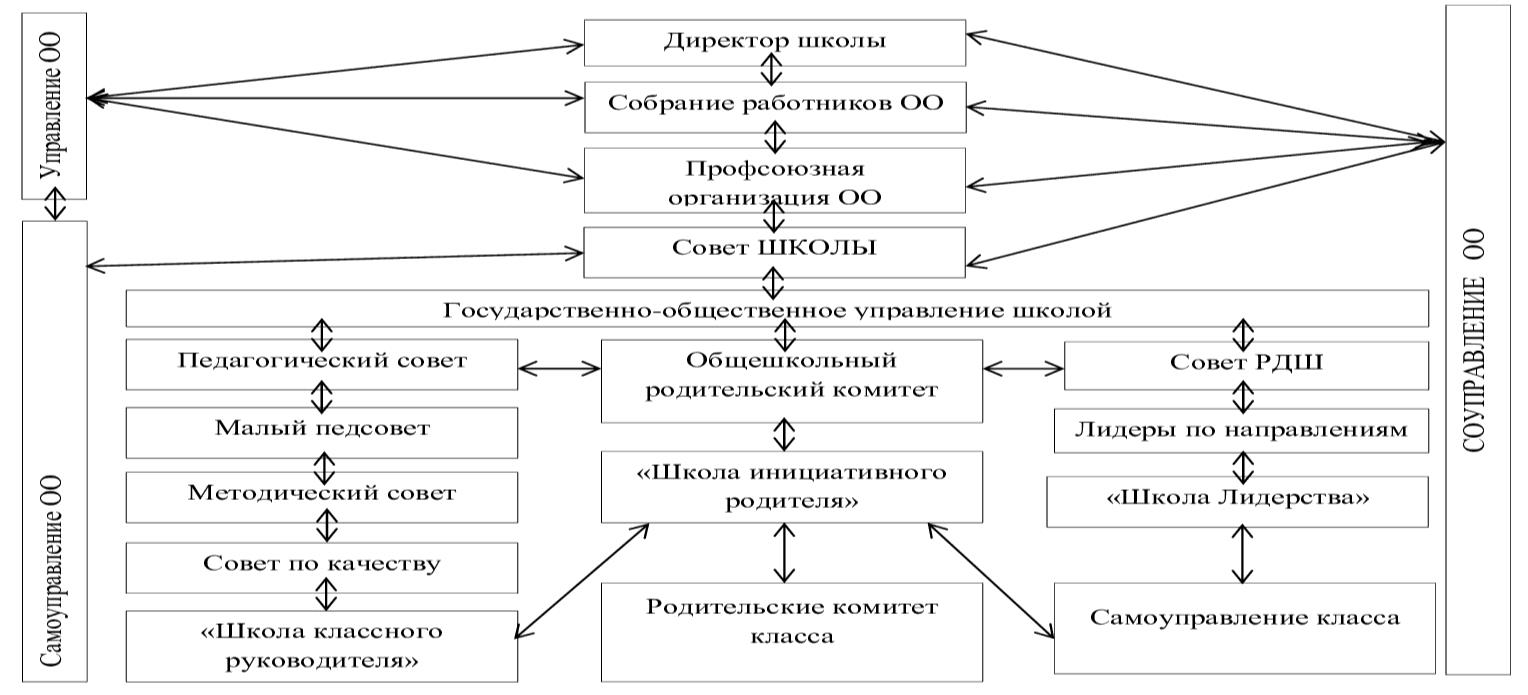 Управление ОО
Самоуправление ОО
Директор школы
Собрание работников ОО
Профсоюзная
организация ОО
Совет ШКОЛЫ
Государственно-общественное управление школой
Педагогический совет
Малый педсовет
Методический совет
Совет по качеству
«Школа классного
руководителя»
Общешкольный
родительский комитет
«Школа инициативного
родителя»
Родительские комитет
класса
Совет РДШ
Лидеры по направлениям
«Школа Лидерства»
Самоуправление класса
СОУПРАВЛЕНИЕ ОО